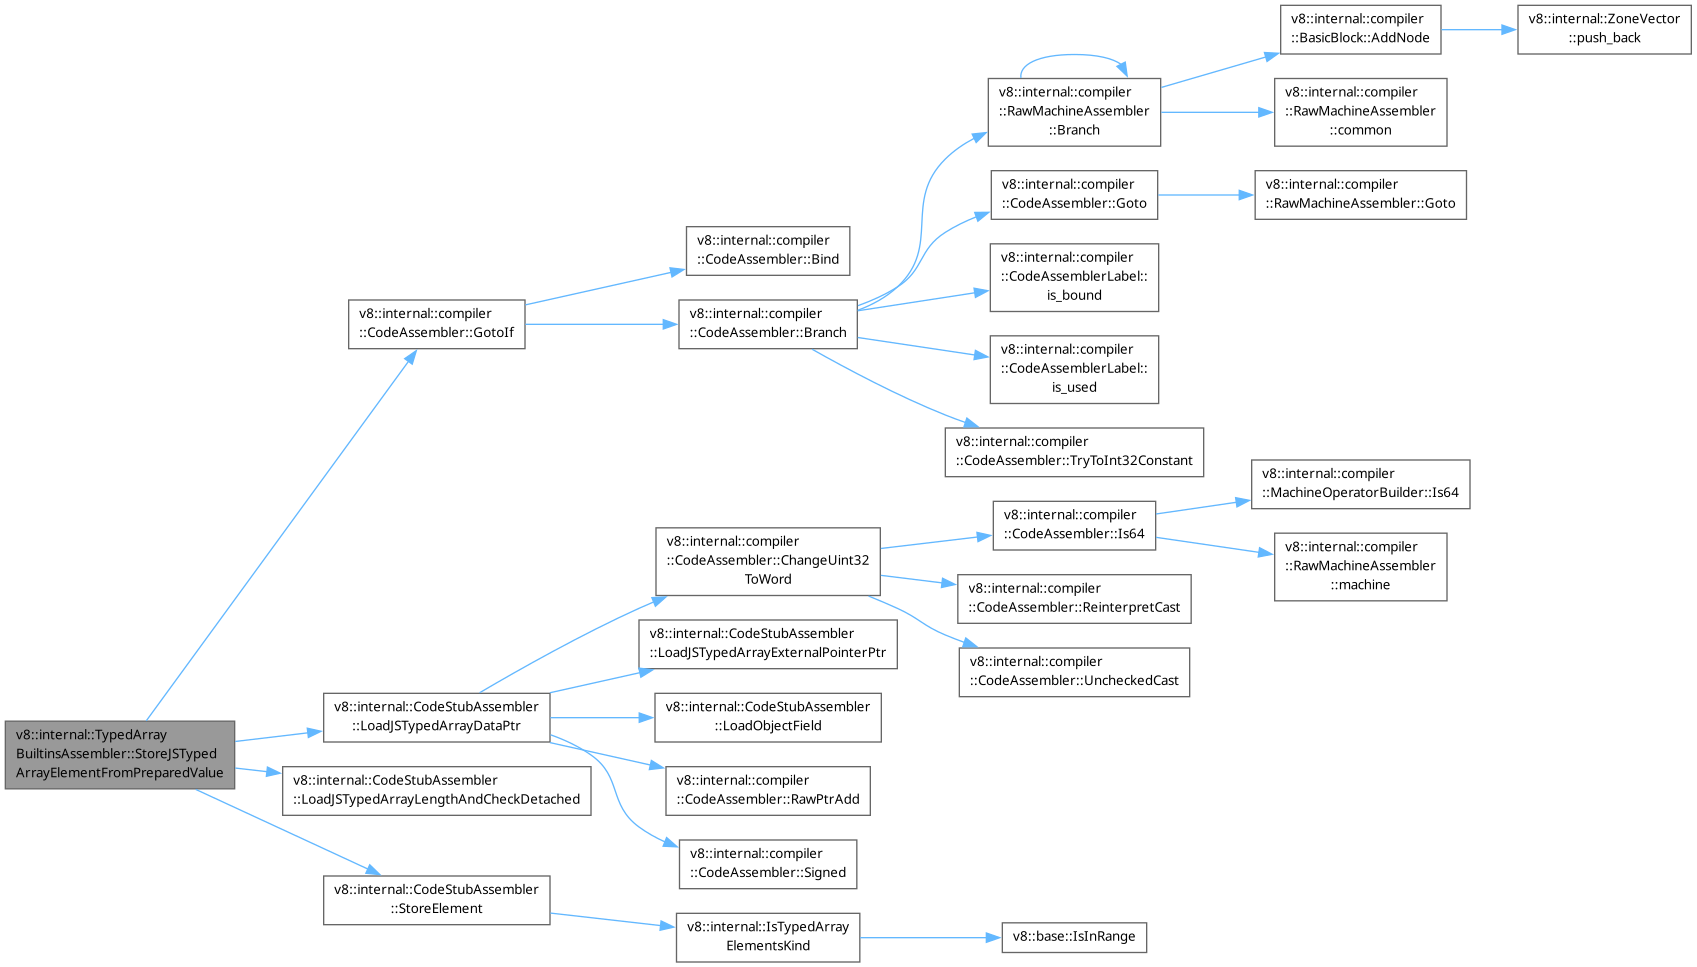 v8::internal::compiler
::BasicBlock::AddNode
v8::internal::ZoneVector
::push_back
v8::internal::compiler
::RawMachineAssembler
::Branch
v8::internal::compiler
::RawMachineAssembler
::common
v8::internal::compiler
::CodeAssembler::Goto
v8::internal::compiler
::RawMachineAssembler::Goto
v8::internal::compiler
::CodeAssembler::Bind
v8::internal::compiler
::CodeAssemblerLabel::
is_bound
v8::internal::compiler
::CodeAssembler::GotoIf
v8::internal::compiler
::CodeAssembler::Branch
v8::internal::compiler
::CodeAssemblerLabel::
is_used
v8::internal::compiler
::CodeAssembler::TryToInt32Constant
v8::internal::compiler
::MachineOperatorBuilder::Is64
v8::internal::compiler
::CodeAssembler::Is64
v8::internal::compiler
::CodeAssembler::ChangeUint32
ToWord
v8::internal::compiler
::RawMachineAssembler
::machine
v8::internal::compiler
::CodeAssembler::ReinterpretCast
v8::internal::CodeStubAssembler
::LoadJSTypedArrayExternalPointerPtr
v8::internal::compiler
::CodeAssembler::UncheckedCast
v8::internal::CodeStubAssembler
::LoadJSTypedArrayDataPtr
v8::internal::CodeStubAssembler
::LoadObjectField
v8::internal::TypedArray
BuiltinsAssembler::StoreJSTyped
ArrayElementFromPreparedValue
v8::internal::CodeStubAssembler
::LoadJSTypedArrayLengthAndCheckDetached
v8::internal::compiler
::CodeAssembler::RawPtrAdd
v8::internal::compiler
::CodeAssembler::Signed
v8::internal::CodeStubAssembler
::StoreElement
v8::internal::IsTypedArray
ElementsKind
v8::base::IsInRange